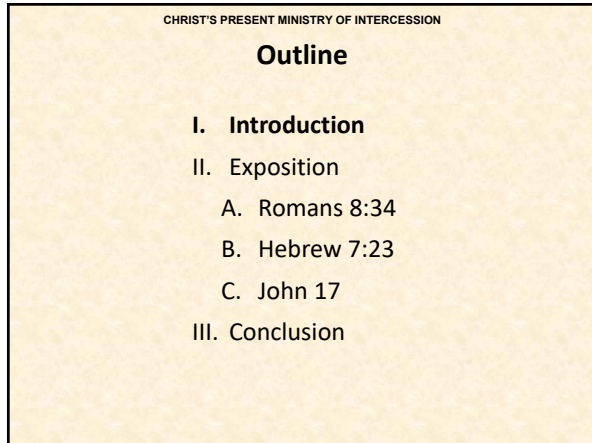 CHRIST'S PRESENT MINISTRY OF INTERCESSION
Outline
I. Introduction
II. Exposition
A. Romans 8:34
B. Hebrew 7:23
C. John 17
III. Conclusion